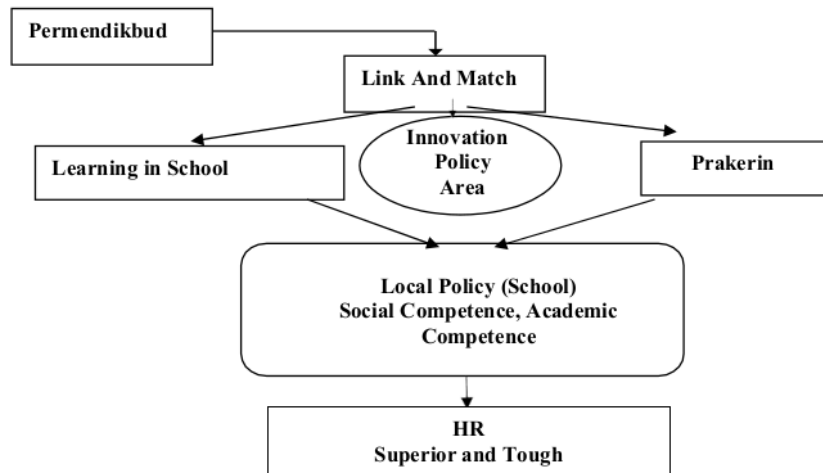 Permendikbud
Link And Match
Innovation
Policy
Area
Learning in School
Prakerin
Local Policy (School)
Social Competence, Academic
Competence
HR
Superior and Tough